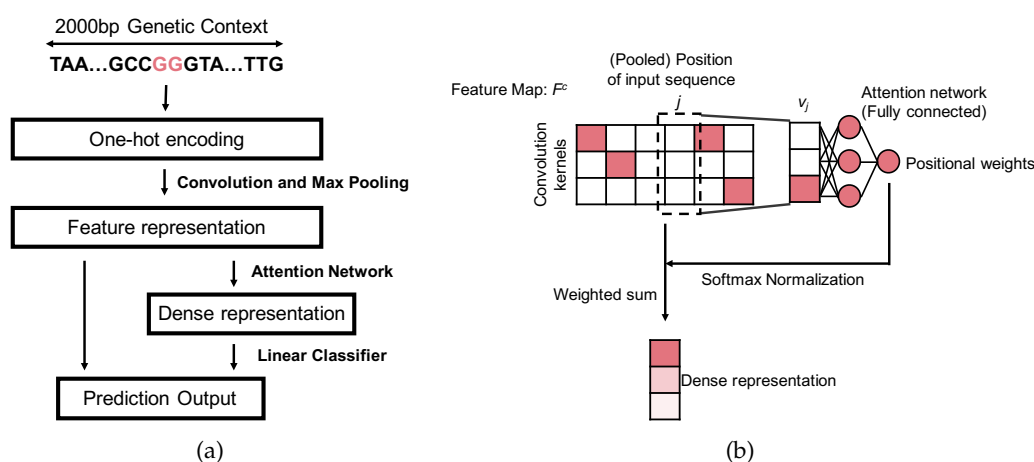 2000bp Genetic Context
TAA...GCCGGGTA...TTG
One-hot encoding
Convolution and Max Pooling
Feature representation
Attention Network
Dense representation
Linear Classifier
Prediction Output
(a)
(Pooled) Position
of input sequence
Feature Map: F^c
j
v_j
Attention network
(Fully connected)
Convolution
kernels
Positional weights
Softmax Normalization
Weighted sum
Dense representation
(b)